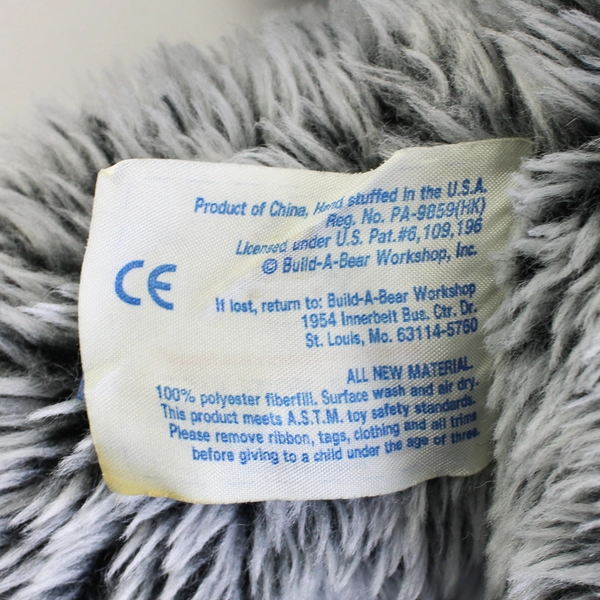 Product of China, Hand stuffed in the U.S.A.
Reg. No. PA-9859(HK)
Licensed under U.S. Pat.#6,109,196
© Build-A-Bear Workshop, Inc.
CE
If lost, return to: Build-A-Bear Workshop
1954 Innerbelt Bus. Ctr. Dr.
St. Louis, Mo. 63114-5760
ALL NEW MATERIAL.
100% polyester fiberfill. Surface wash and air dry.
This product meets A.S.T.M. toy safety standards.
Please remove ribbon, tags, clothing and all trims
before giving to a child under the age of three.